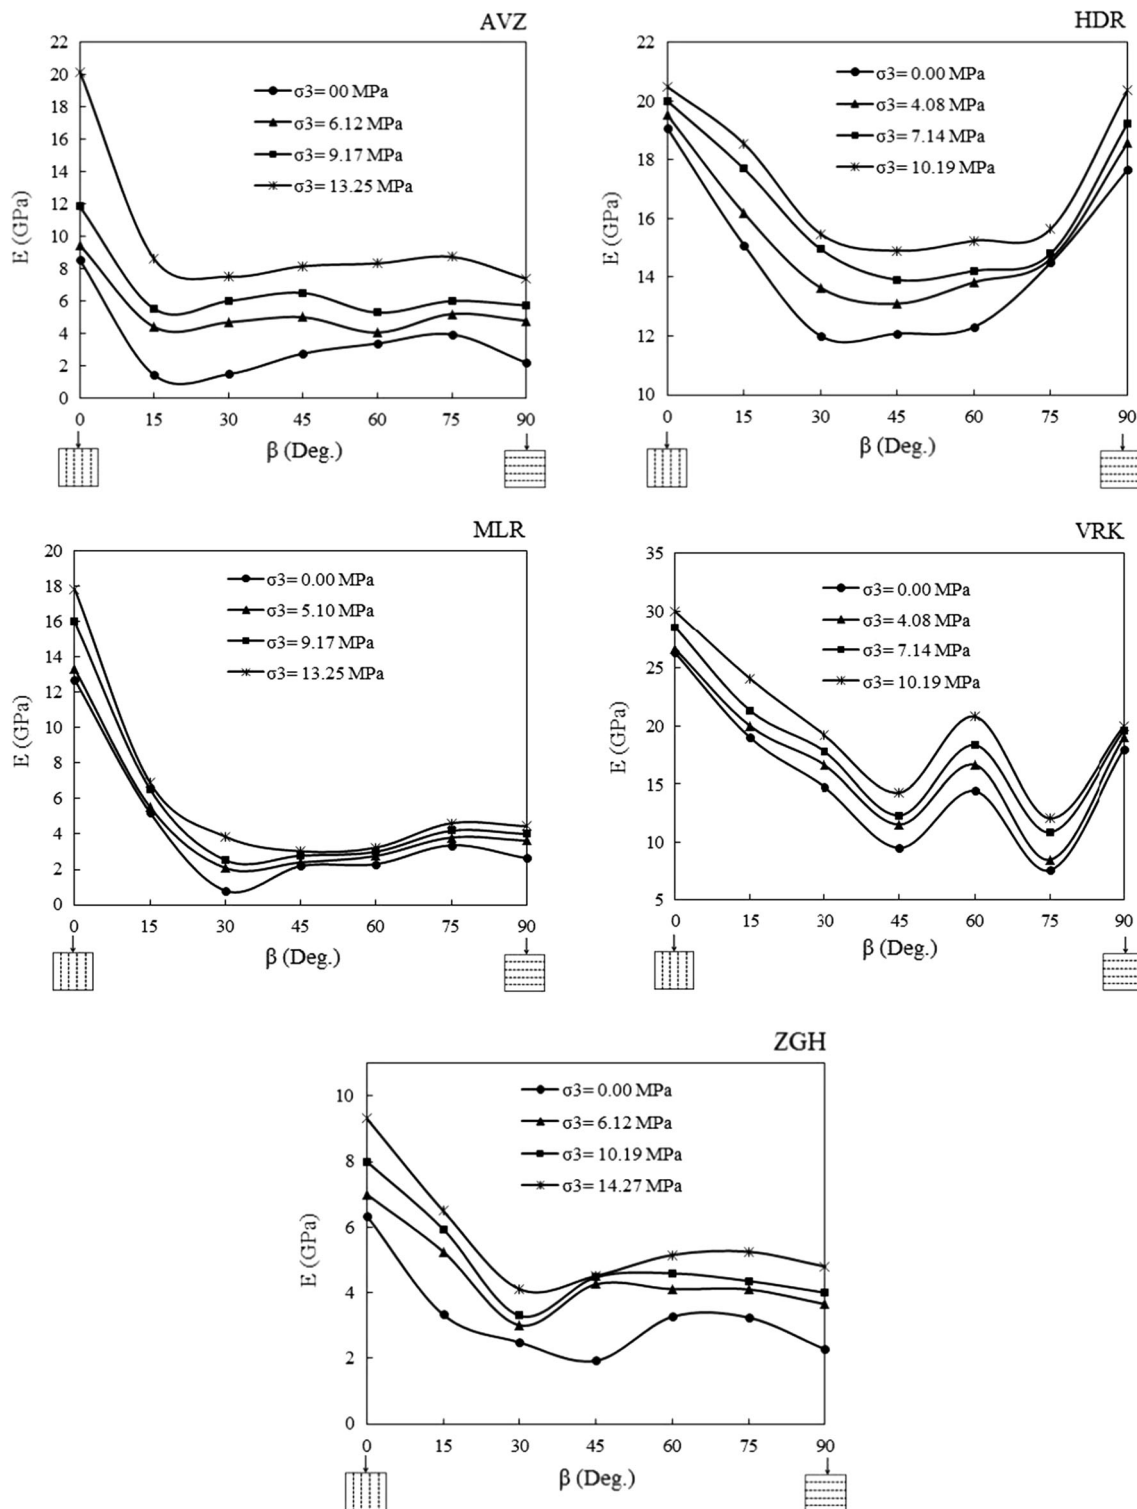 AVZ
22
20
18
16
14
12
10
8
6
4
2
0
E (GPa)
σ3= 00 MPa
σ3= 6.12 MPa
σ3= 9.17 MPa
σ3= 13.25 MPa
0 15 30 45 60 75 90
β (Deg.)
HDR
22
20
18
16
14
12
10
E (GPa)
σ3= 0.00 MPa
σ3= 4.08 MPa
σ3= 7.14 MPa
σ3= 10.19 MPa
0 15 30 45 60 75 90
β (Deg.)
MLR
20
18
16
14
12
10
8
6
4
2
0
E (GPa)
σ3= 0.00 MPa
σ3= 5.10 MPa
σ3= 9.17 MPa
σ3= 13.25 MPa
0 15 30 45 60 75 90
β (Deg.)
VRK
35
30
25
20
15
10
5
E (GPa)
σ3= 0.00 MPa
σ3= 4.08 MPa
σ3= 7.14 MPa
σ3= 10.19 MPa
0 15 30 45 60 75 90
β (Deg.)
ZGH
10
8
6
4
2
0
E (GPa)
σ3= 0.00 MPa
σ3= 6.12 MPa
σ3= 10.19 MPa
σ3= 14.27 MPa
0 15 30 45 60 75 90
β (Deg.)